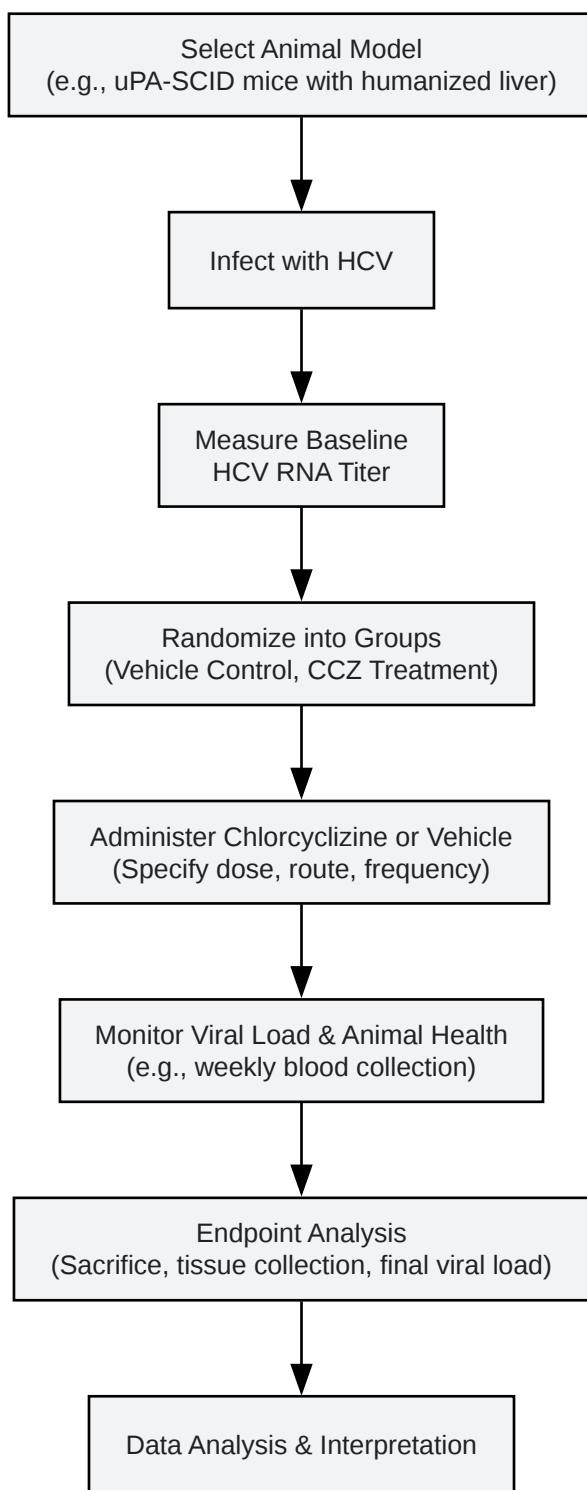 Select Animal Model
(e.g., uPA-SCID mice with humanized liver)
Infect with HCV
Measure Baseline
HCV RNA Titer
Randomize into Groups
(Vehicle Control, CCZ Treatment)
Administer Chlorcyclizine or Vehicle
(Specify dose, route, frequency)
Monitor Viral Load & Animal Health
(e.g., weekly blood collection)
Endpoint Analysis
(Sacrifice, tissue collection, final viral load)
Data Analysis & Interpretation